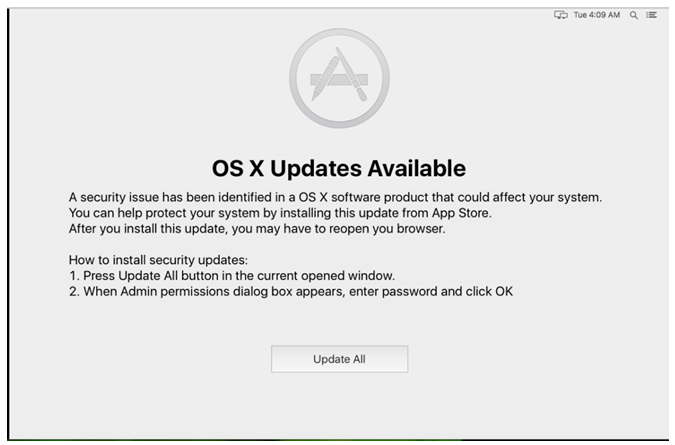 Tue 4:09 AM
OS X Updates Available
A security issue has been identified in a OS X software product that could affect your system.
You can help protect your system by installing this update from App Store.
After you install this update, you may have to reopen you browser.
How to install security updates:
1. Press Update All button in the current opened window.
2. When Admin permissions dialog box appears, enter password and click OK
Update All